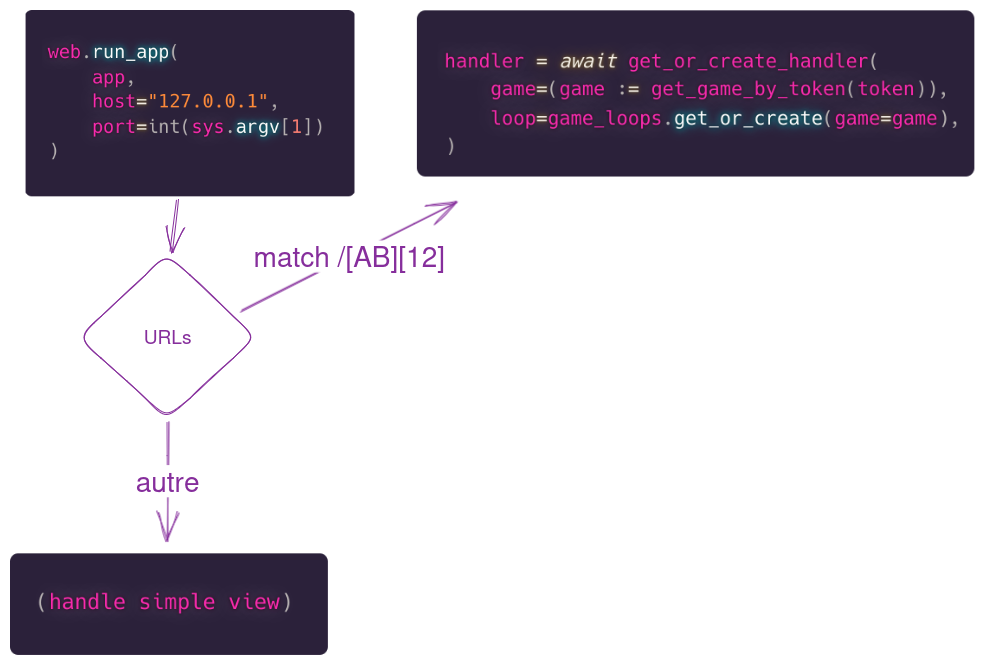 web.run_app(
    app,
    host="127.0.0.1",
    port=int(sys.argv[1])
)
handler = await get_or_create_handler(
    game=(game := get_game_by_token(token)),
    loop=game_loops.get_or_create(game=game),
)
match /[AB][12]
URLs
autre
(handle simple view)